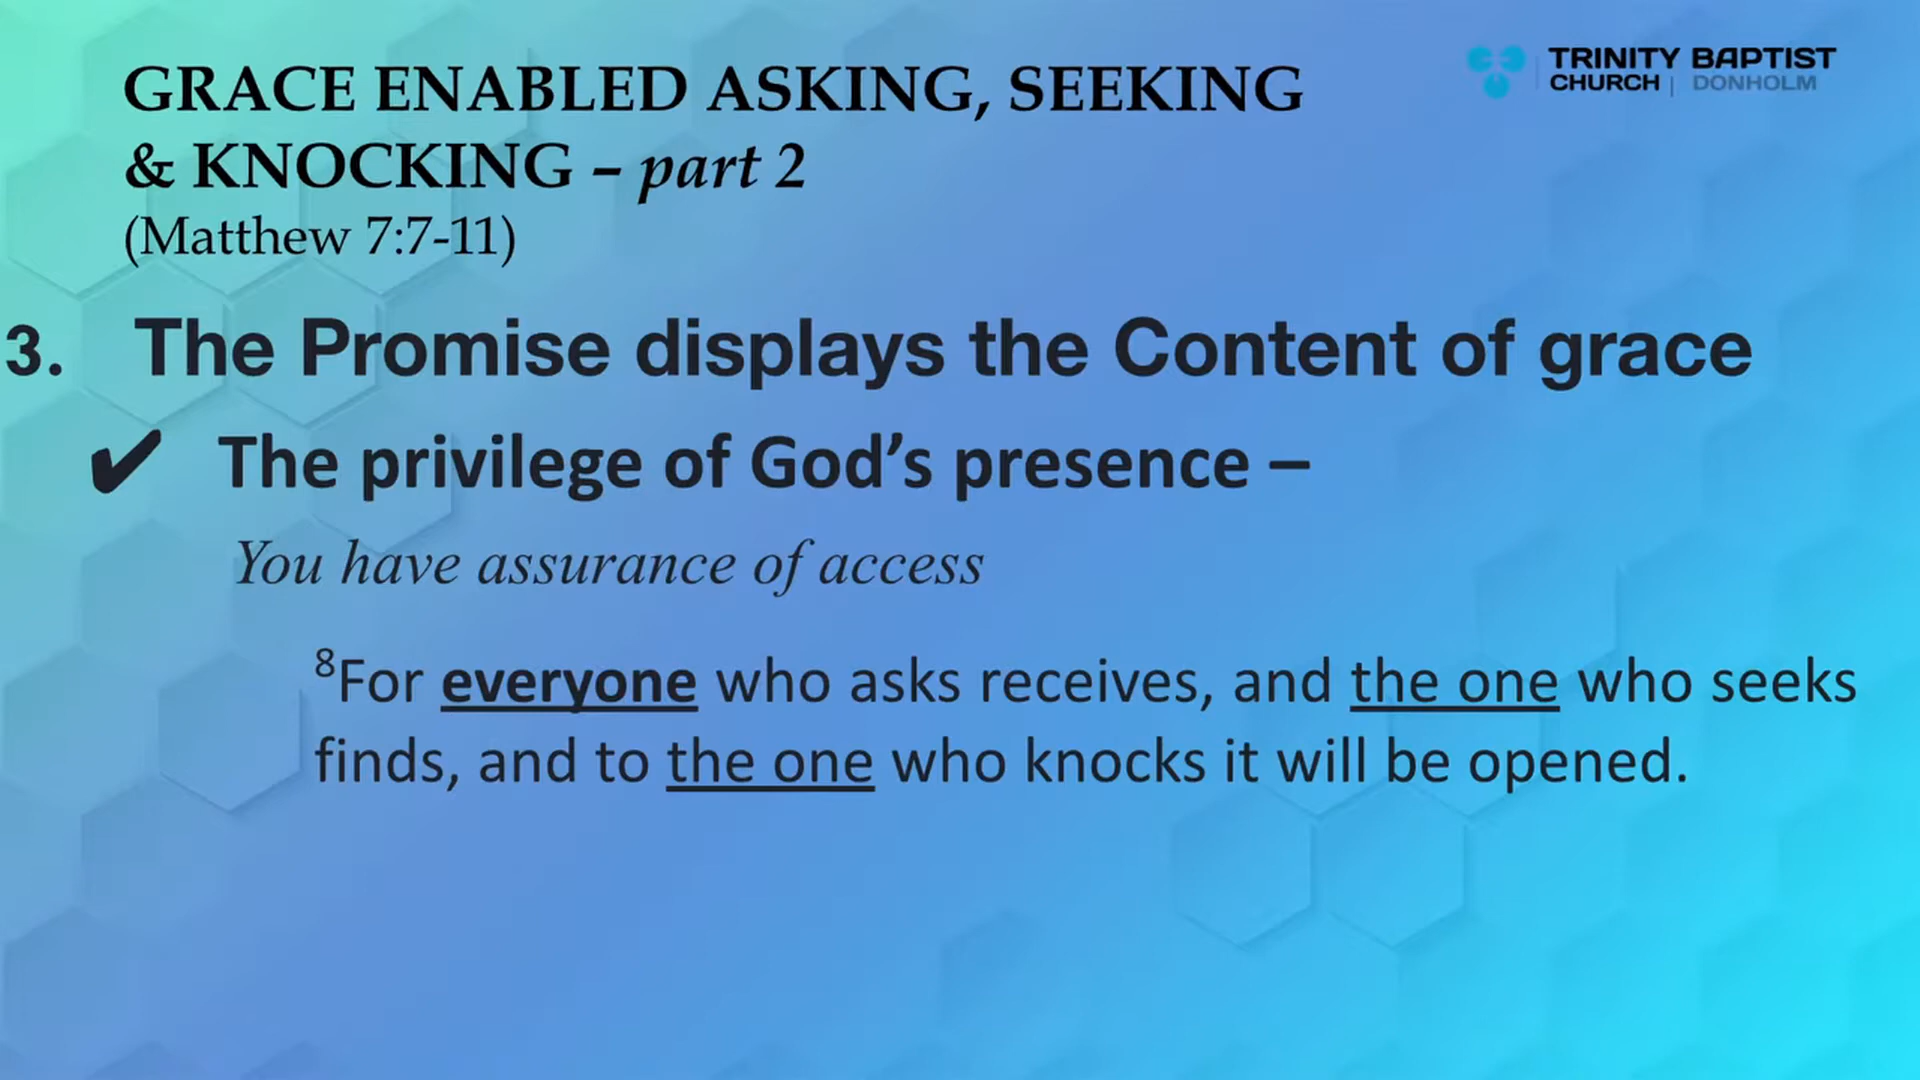 GRACE ENABLED ASKING, SEEKING
& KNOCKING – part 2
(Matthew 7:7-11)
TRINITY BAPTIST
CHURCH | DONHOLM
3. The Promise displays the Content of grace
✔ The privilege of God’s presence –
You have assurance of access
⁸For everyone who asks receives, and the one who seeks
finds, and to the one who knocks it will be opened.